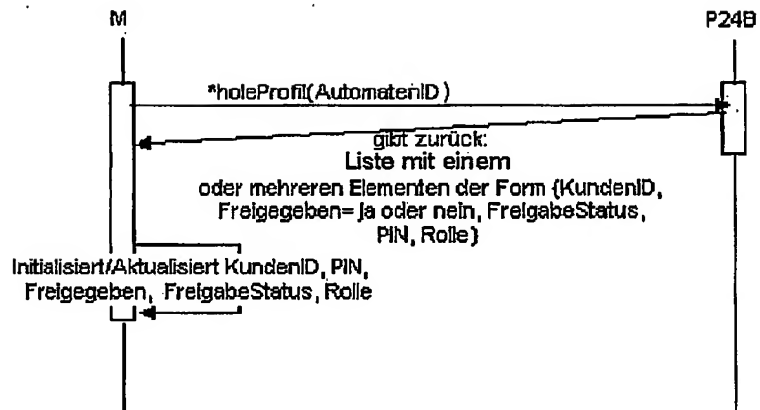 M
P24B
*holeProfil(AutomatenID)
gibt zurück:
Liste mit einem
oder mehreren Elementen der Form {KundenID,
Freigegeben= ja oder nein, FreigabeStatus,
PIN, Rolle}
Initialisiert/Aktualisiert KundenID, PIN,
Freigegeben, FreigabeStatus, Rolle